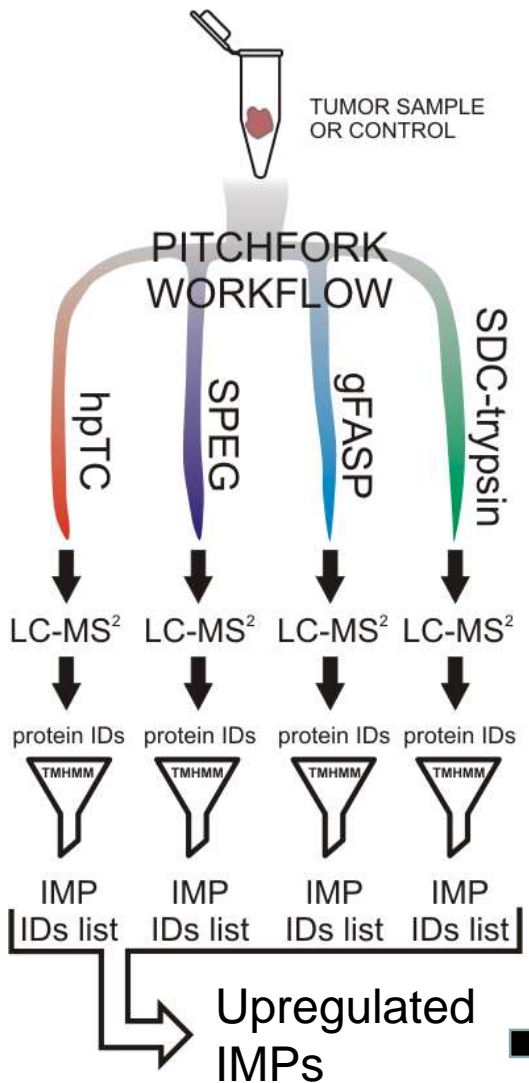 TUMOR SAMPLE
OR CONTROL
PITCHFORK
WORKFLOW
hpTC
SPEG
gFASP
SDC-trypsin
LC-MS² LC-MS² LC-MS² LC-MS²
protein IDs protein IDs protein IDs protein IDs
TMHMM TMHMM TMHMM TMHMM
IMP IMP IMP IMP
IDs list IDs list IDs list IDs list
Upregulated
IMPs